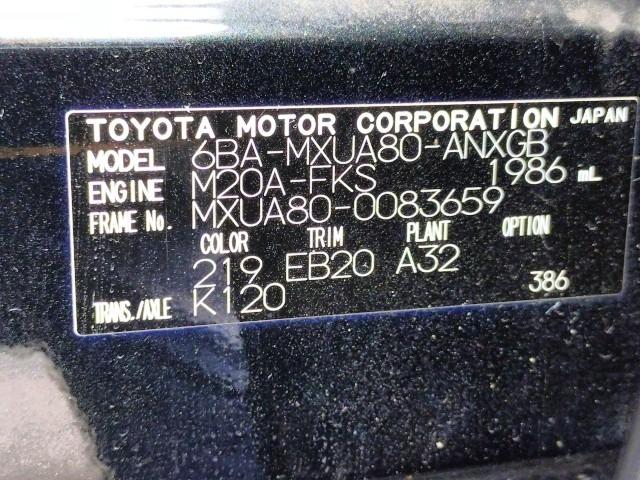 TOYOTA MOTOR CORPORATION JAPAN
MODEL 6BA-MXUA80-ANXGB
ENGINE M20A-FKS 1986 mL
FRAME No. MXUA80-0083659
COLOR TRIM PLANT OPTION
219 EB20 A32
TRANS./AXLE K120 386